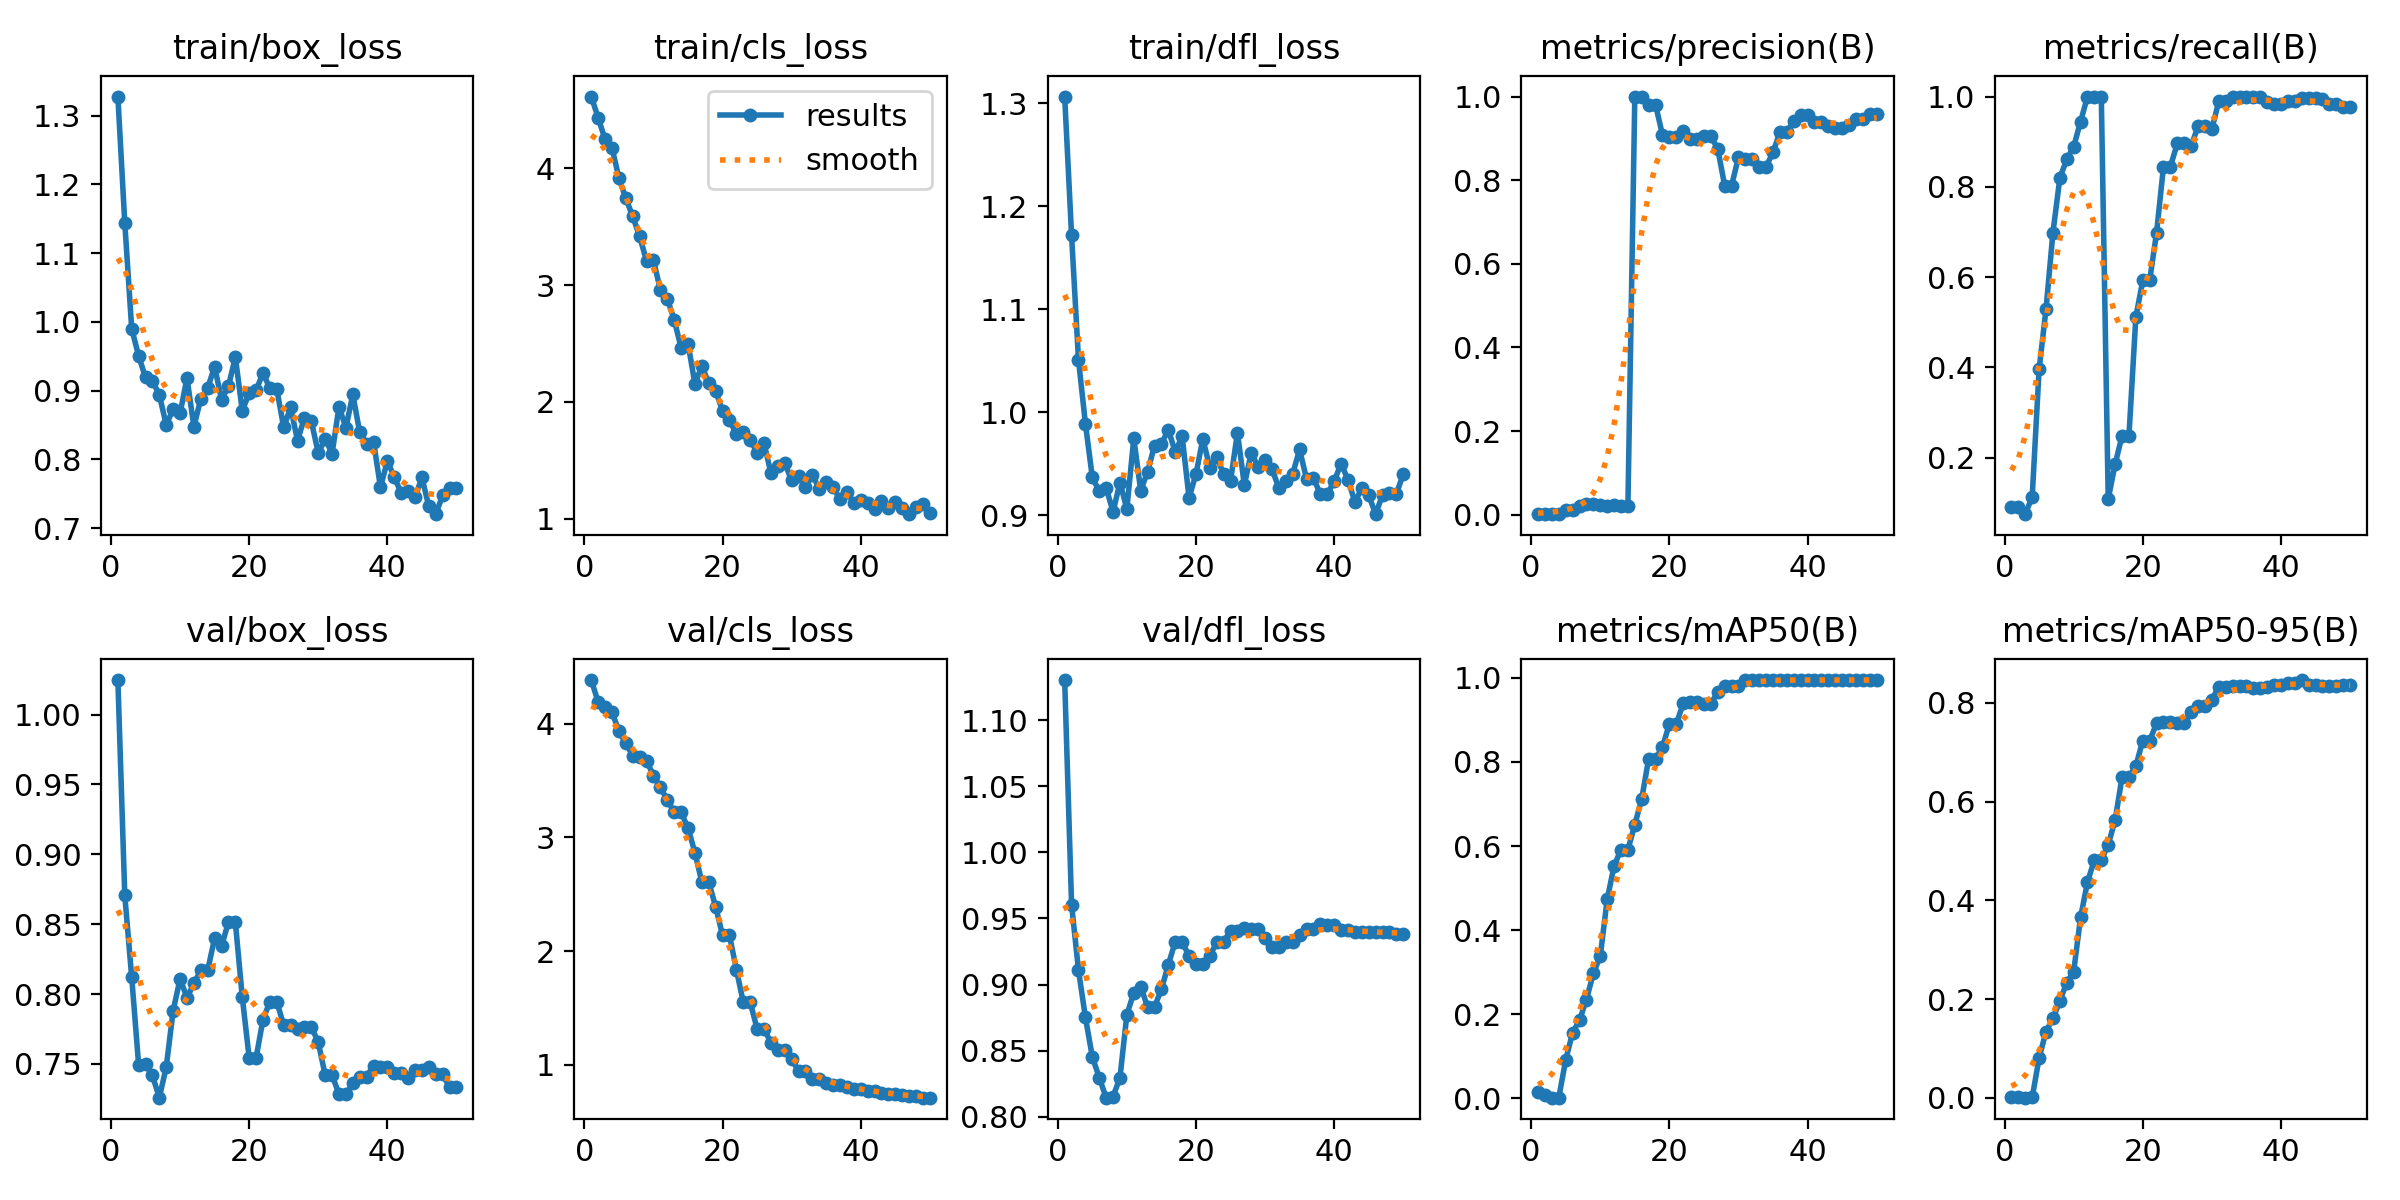 train/box_loss
1.3
1.2
1.1
1.0
0.9
0.8
0.7
0 20 40
train/cls_loss
results
smooth
4
3
2
1
0 20 40
train/dfl_loss
1.3
1.2
1.1
1.0
0.9
0 20 40
metrics/precision(B)
1.0
0.8
0.6
0.4
0.2
0.0
0 20 40
metrics/recall(B)
1.0
0.8
0.6
0.4
0.2
0 20 40
val/box_loss
1.00
0.95
0.90
0.85
0.80
0.75
0 20 40
val/cls_loss
4
3
2
1
0 20 40
val/dfl_loss
1.10
1.05
1.00
0.95
0.90
0.85
0.80
0 20 40
metrics/mAP50(B)
1.0
0.8
0.6
0.4
0.2
0.0
0 20 40
metrics/mAP50-95(B)
0.8
0.6
0.4
0.2
0.0
0 20 40